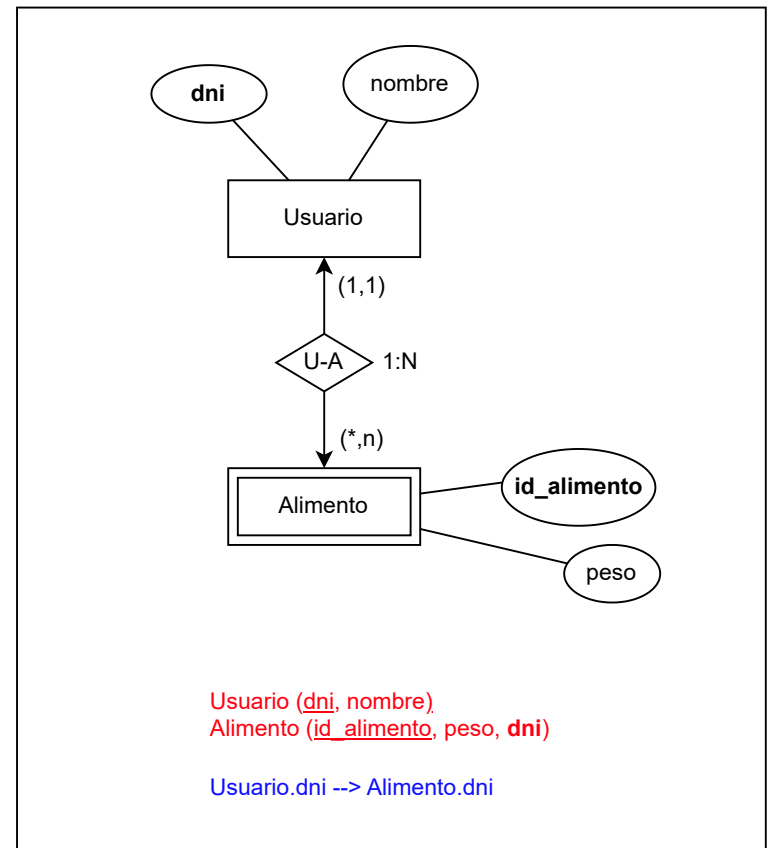 dni
nombre
Usuario
(1,1)
U-A
1:N
(*,n)
Alimento
id_alimento
peso
Usuario (dni, nombre)
Alimento (id_alimento, peso, dni)
Usuario.dni --> Alimento.dni